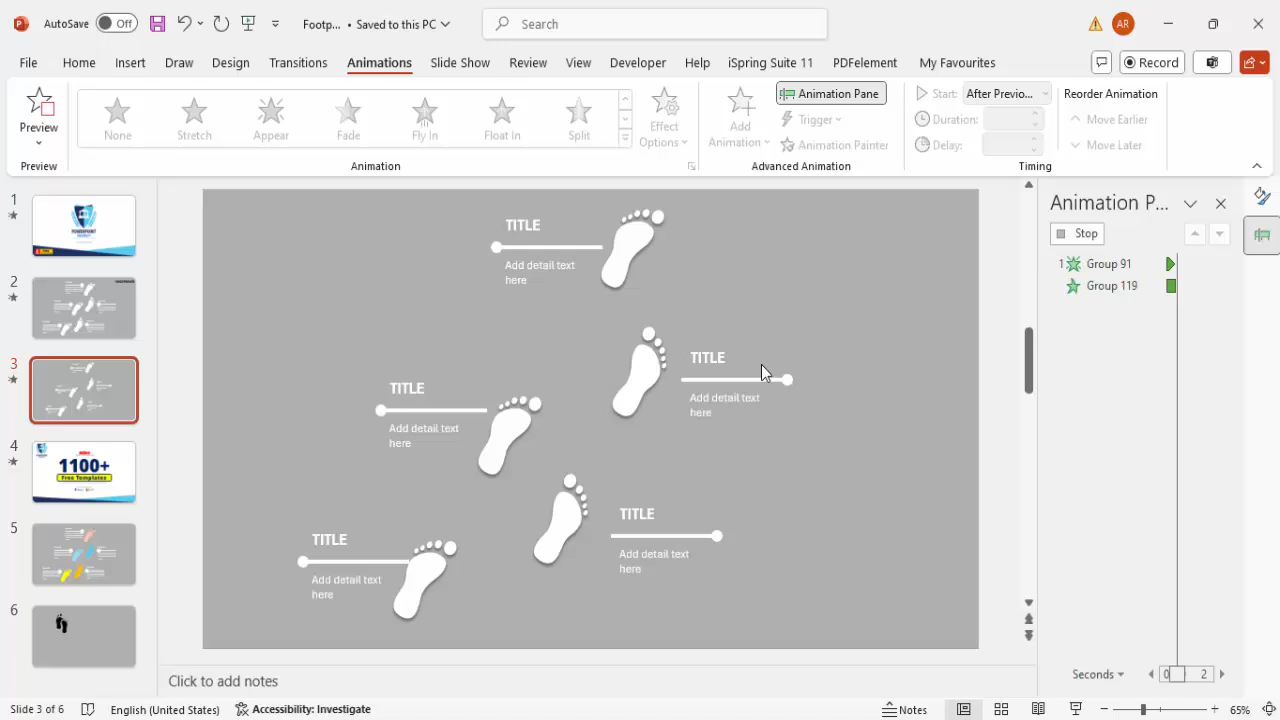 AutoSave Off Footp... • Saved to this PC Search AR
File Home Insert Draw Design Transitions Animations Slide Show Review View Developer Help iSpring Suite 11 PDFelement My Favourites Record
Preview None Stretch Appear Fade Fly In Float In Split Effect Options Add Animation Animation Pane Trigger Animation Painter
Start: After Previo... Duration: Delay: Reorder Animation Move Earlier Move Later
Preview Animation Advanced Animation Timing
1
2
3
4
1100+
Free Templates
5
6
TITLE
Add detail text
here
TITLE
Add detail text
here
TITLE
Add detail text
here
TITLE
Add detail text
here
TITLE
Add detail text
here
Animation P...
Stop
1 Group 91
Group 119
Seconds 0 2
Click to add notes
Slide 3 of 6 English (United States) Accessibility: Investigate Notes 65%